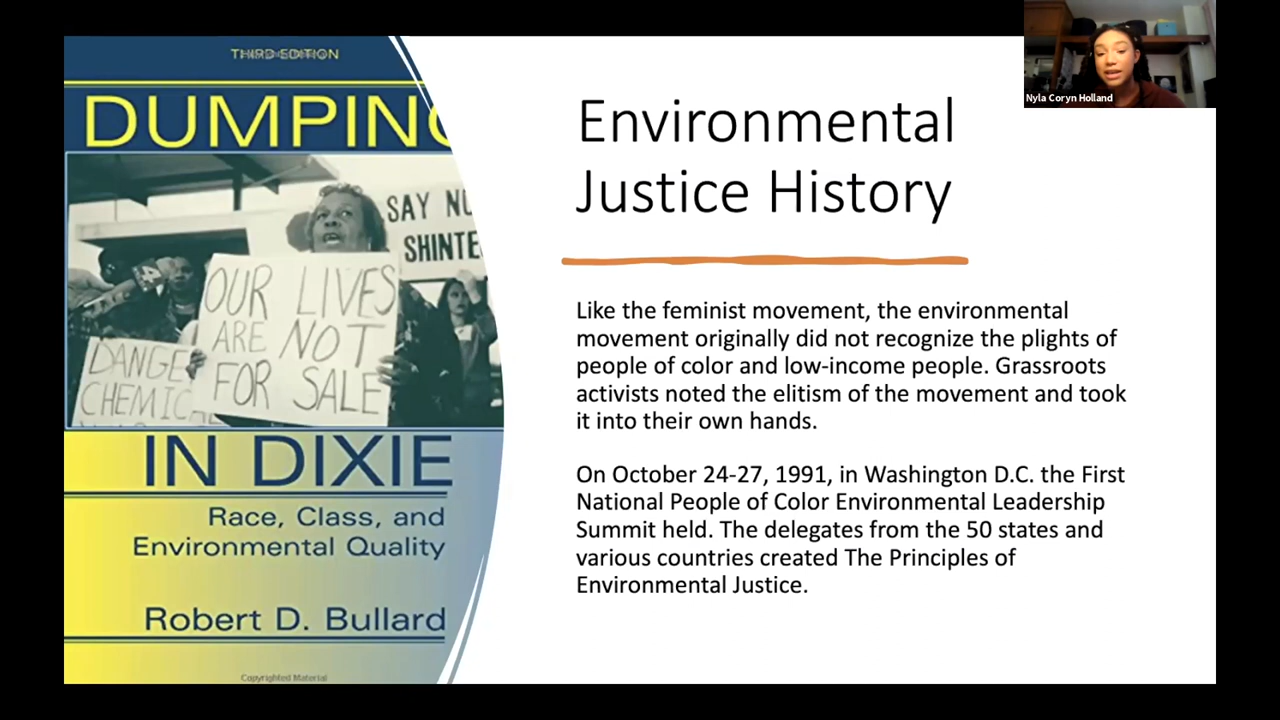 THIRD EDITION
DUMPING
SAY NO
SHINTE
OUR LIVES
ARE NOT
FOR SALE
DANGE
CHEMICA
IN DIXIE
Race, Class, and
Environmental Quality
Robert D. Bullard
Copyrighted Material
Environmental
Justice History
Like the feminist movement, the environmental
movement originally did not recognize the plights of
people of color and low-income people. Grassroots
activists noted the elitism of the movement and took
it into their own hands.
On October 24-27, 1991, in Washington D.C. the First
National People of Color Environmental Leadership
Summit held. The delegates from the 50 states and
various countries created The Principles of
Environmental Justice.
Nyla Coryn Holland